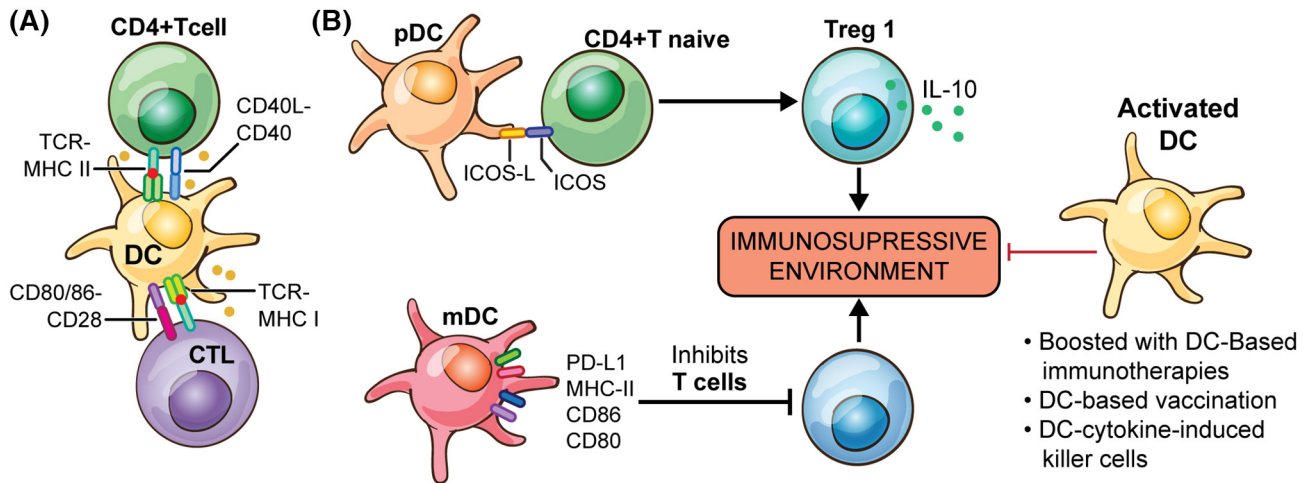 (A)
CD4+Tcell
CD40L-
CD40
TCR-
MHC II
DC
CD80/86-
CD28
TCR-
MHC I
CTL
(B)
pDC
CD4+T naive
ICOS-L
ICOS
Treg 1
IL-10
IMMUNOSUPRESSIVE
ENVIRONMENT
mDC
PD-L1
MHC-II
CD86
CD80
Inhibits
T cells
Activated
DC
• Boosted with DC-Based
immunotherapies
• DC-based vaccination
• DC-cytokine-induced
killer cells